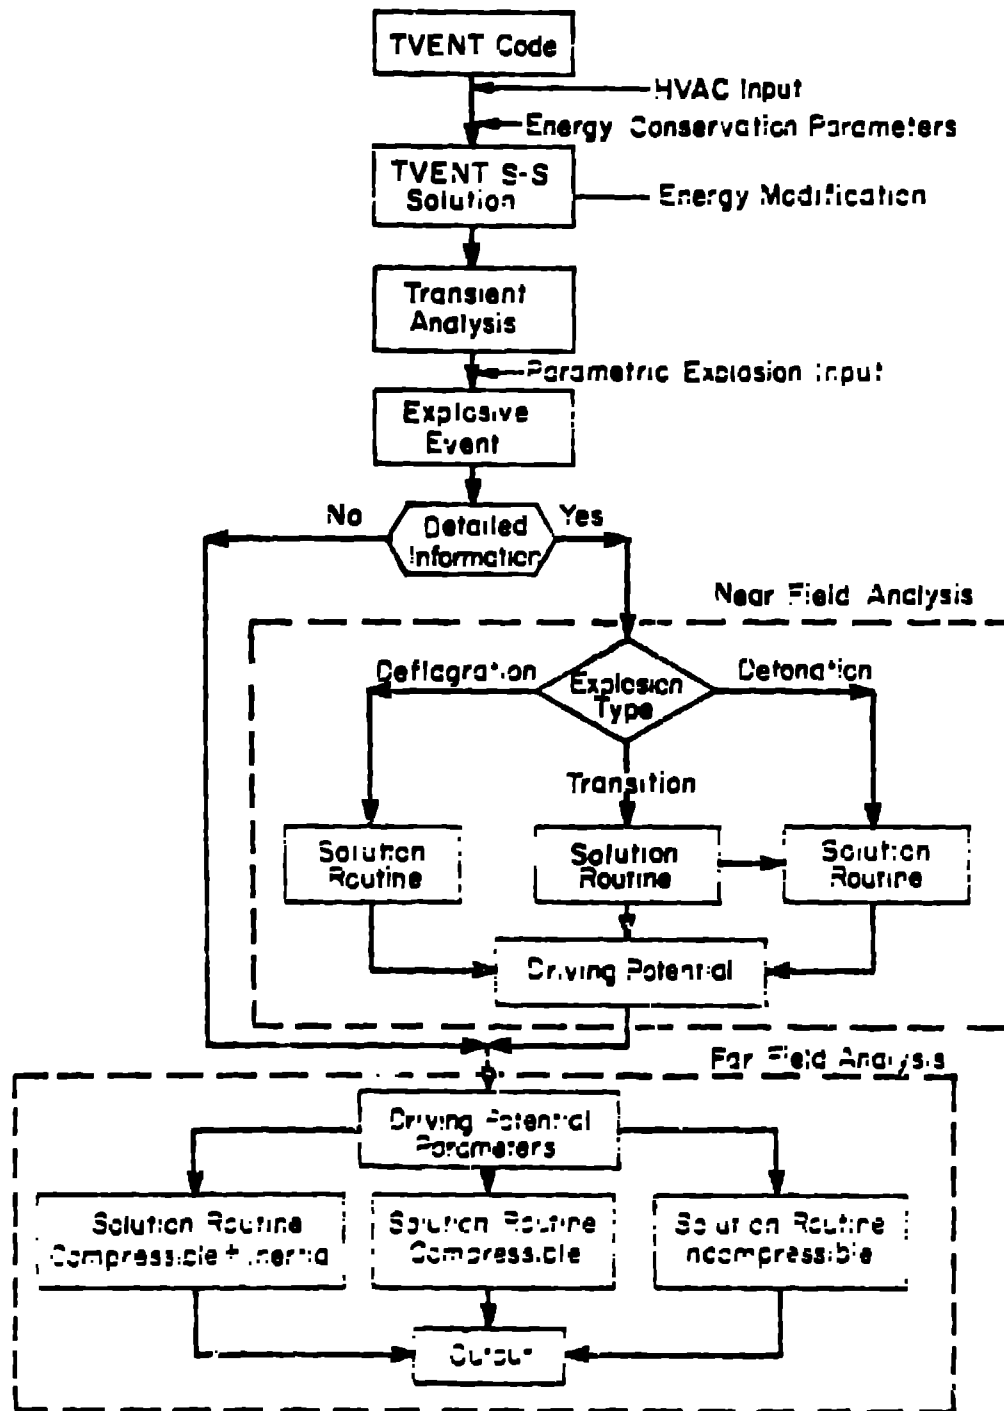 TVENT Code
HVAC Input
Energy Conservation Parameters
TVENT S-S
Solution
Energy Modification
Transient
Analysis
Parametric Explosion Input
Explosive
Event
No
Detailed
Information
Yes
Near Field Analysis
Deflagration
Explosion
Type
Detonation
Transition
Solution
Routine
Solution
Routine
Solution
Routine
Driving Potential
Far Field Analysis
Driving Potential
Parameters
Solution Routine
Compressible + Inertia
Solution Routine
Compressible
Solution Routine
Incompressible
Output